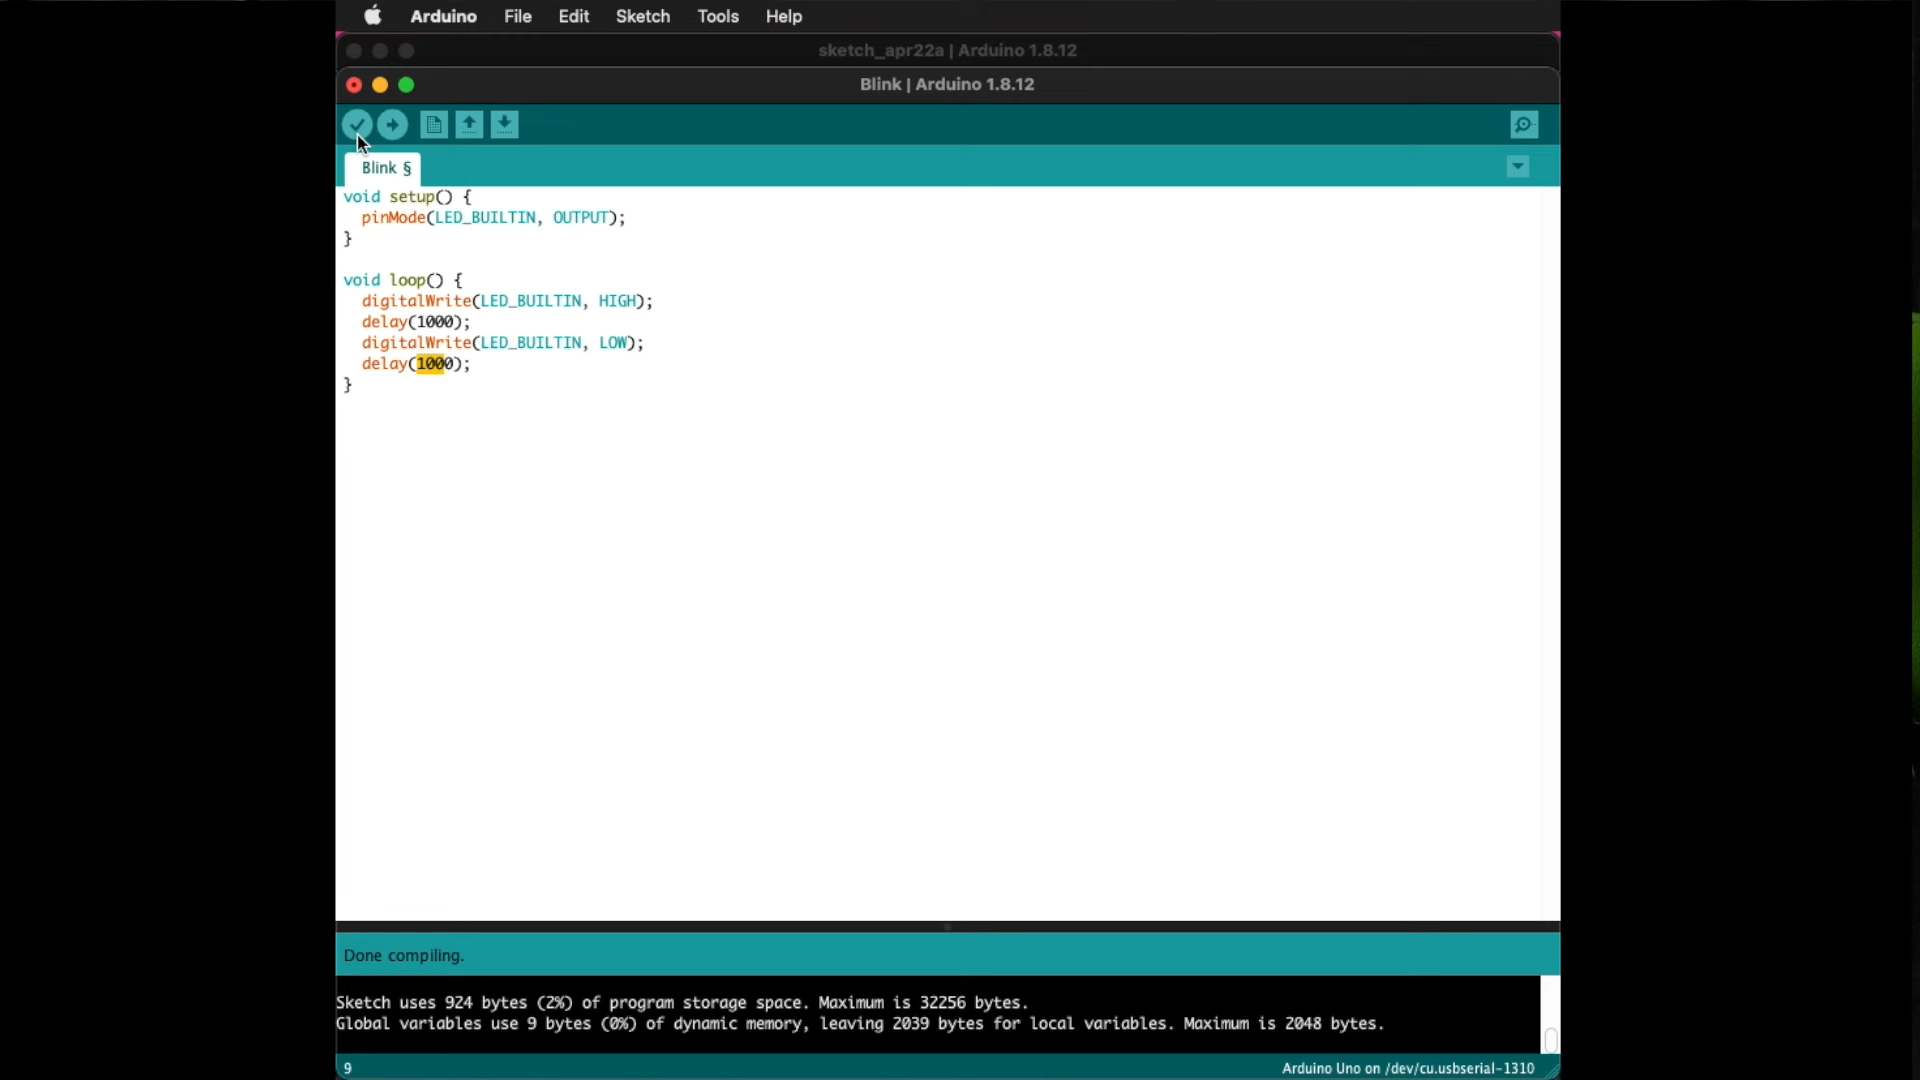 Arduino File Edit Sketch Tools Help
sketch_apr22a | Arduino 1.8.12
Blink | Arduino 1.8.12
Blink §
void setup() {
  pinMode(LED_BUILTIN, OUTPUT);
}
void loop() {
  digitalWrite(LED_BUILTIN, HIGH);
  delay(1000);
  digitalWrite(LED_BUILTIN, LOW);
  delay(1000);
}
Done compiling.
Sketch uses 924 bytes (2%) of program storage space. Maximum is 32256 bytes.
Global variables use 9 bytes (0%) of dynamic memory, leaving 2039 bytes for local variables. Maximum is 2048 bytes.
9 Arduino Uno on /dev/cu.usbserial-1310